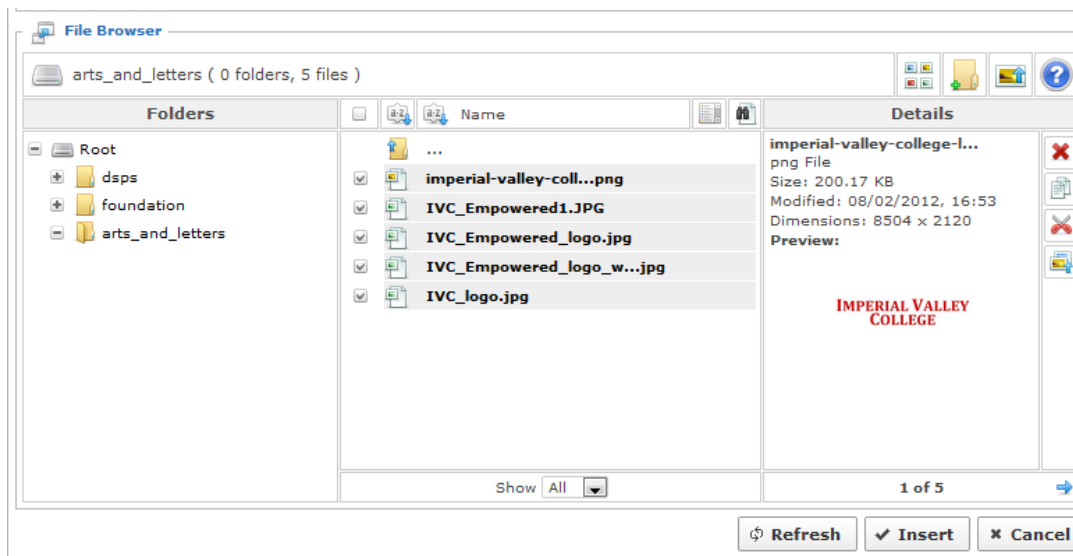 File Browser
arts_and_letters ( 0 folders, 5 files )
Folders
Name
Details
Root
dsps
foundation
arts_and_letters
...
imperial-valley-coll...png
IVC_Empowered1.JPG
IVC_Empowered_logo.jpg
IVC_Empowered_logo_w...jpg
IVC_logo.jpg
imperial-valley-college-l...
png File
Size: 200.17 KB
Modified: 08/02/2012, 16:53
Dimensions: 8504 x 2120
Preview:
IMPERIAL VALLEY
COLLEGE
Show All
1 of 5
Refresh
Insert
Cancel